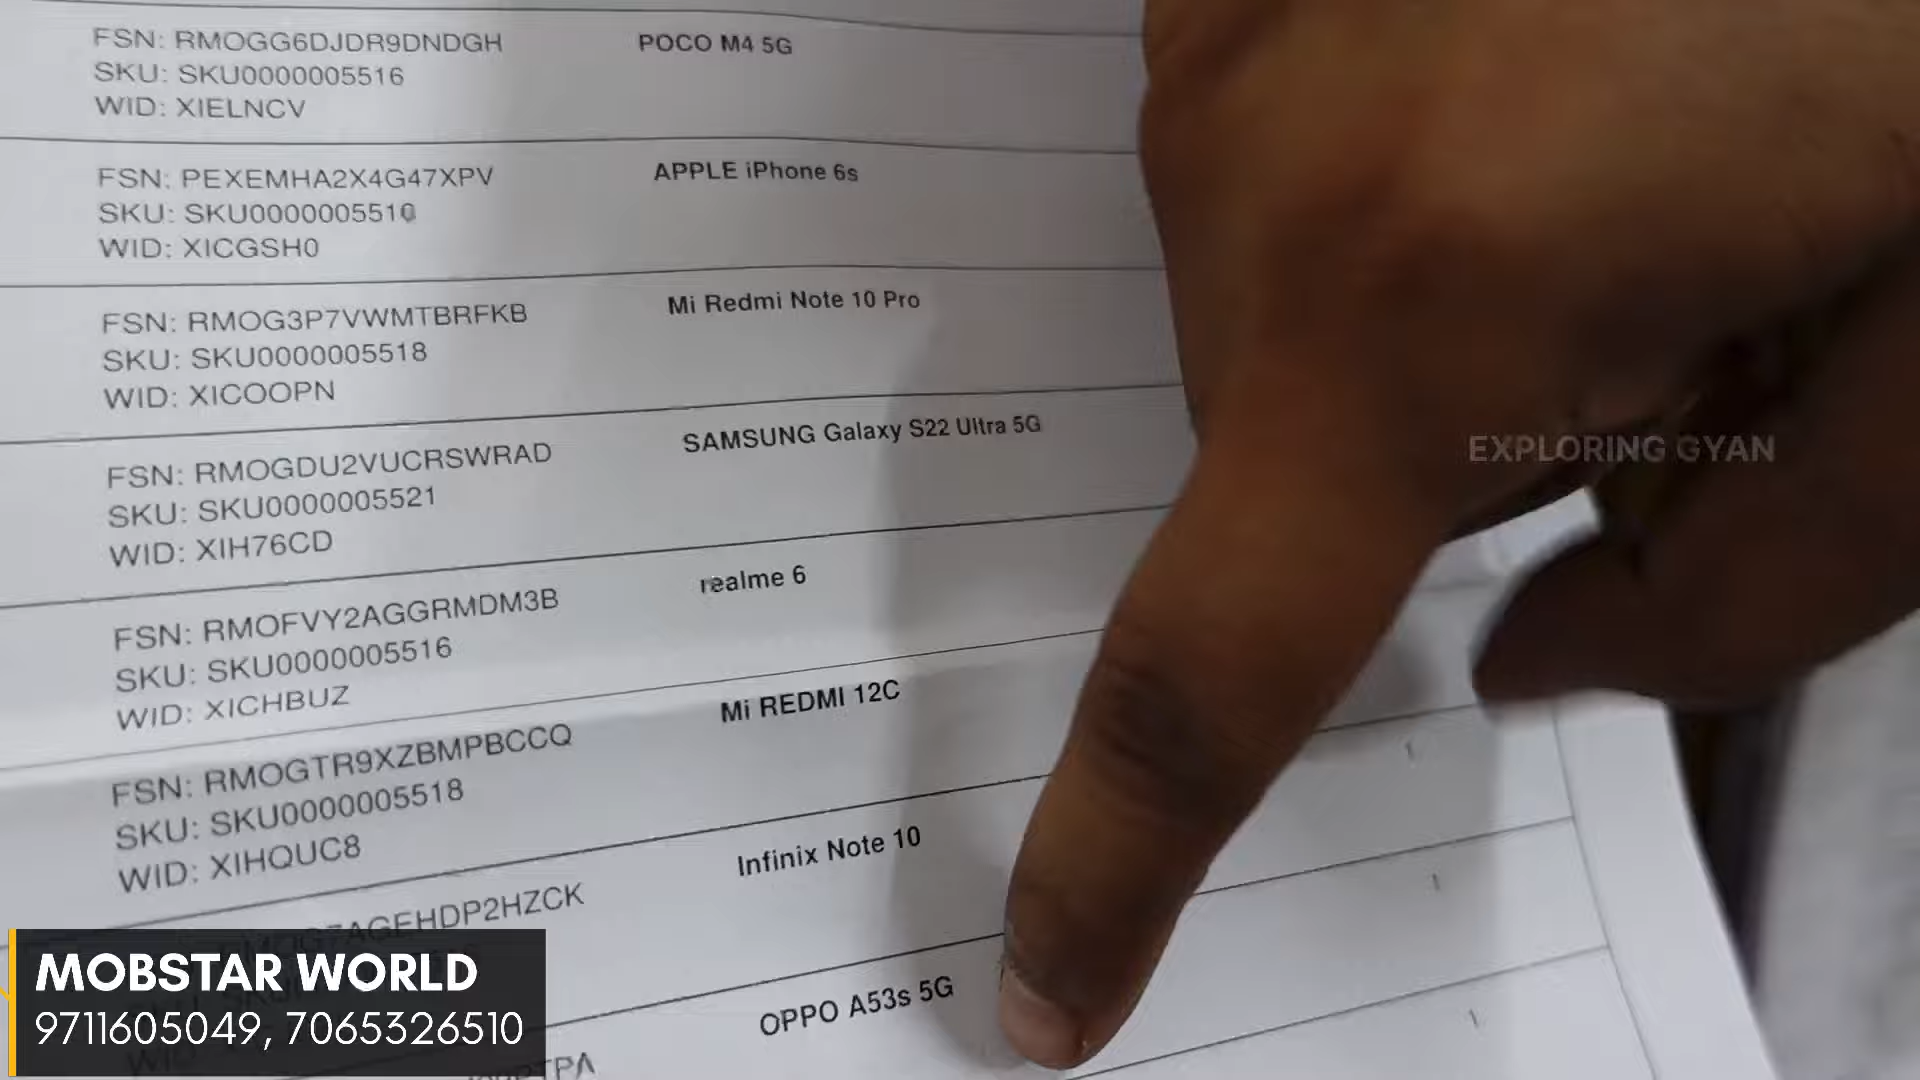 FSN: RMOGG6DJDR9DNDGH
POCO M4 5G
SKU: SKU0000005516
WID: XIELNCV
FSN: PEXEMHA2X4G47XPV
APPLE iPhone 6s
SKU: SKU0000005510
WID: XICGSH0
FSN: RMOG3P7VWMTBRFKB
Mi Redmi Note 10 Pro
SKU: SKU0000005518
WID: XICOOPN
FSN: RMOGDU2VUCRSWRAD
SAMSUNG Galaxy S22 Ultra 5G
SKU: SKU0000005521
WID: XIH76CD
EXPLORING GYAN
FSN: RMOFVY2AGGRMDM3B
realme 6
SKU: SKU0000005516
WID: XICHBUZ
FSN: RMOGTR9XZBMPBCCQ
Mi REDMI 12C
1
SKU: SKU0000005518
WID: XIHQUC8
Infinix Note 10
1
OPPO A53s 5G
1
MOBSTAR WORLD
9711605049, 7065326510